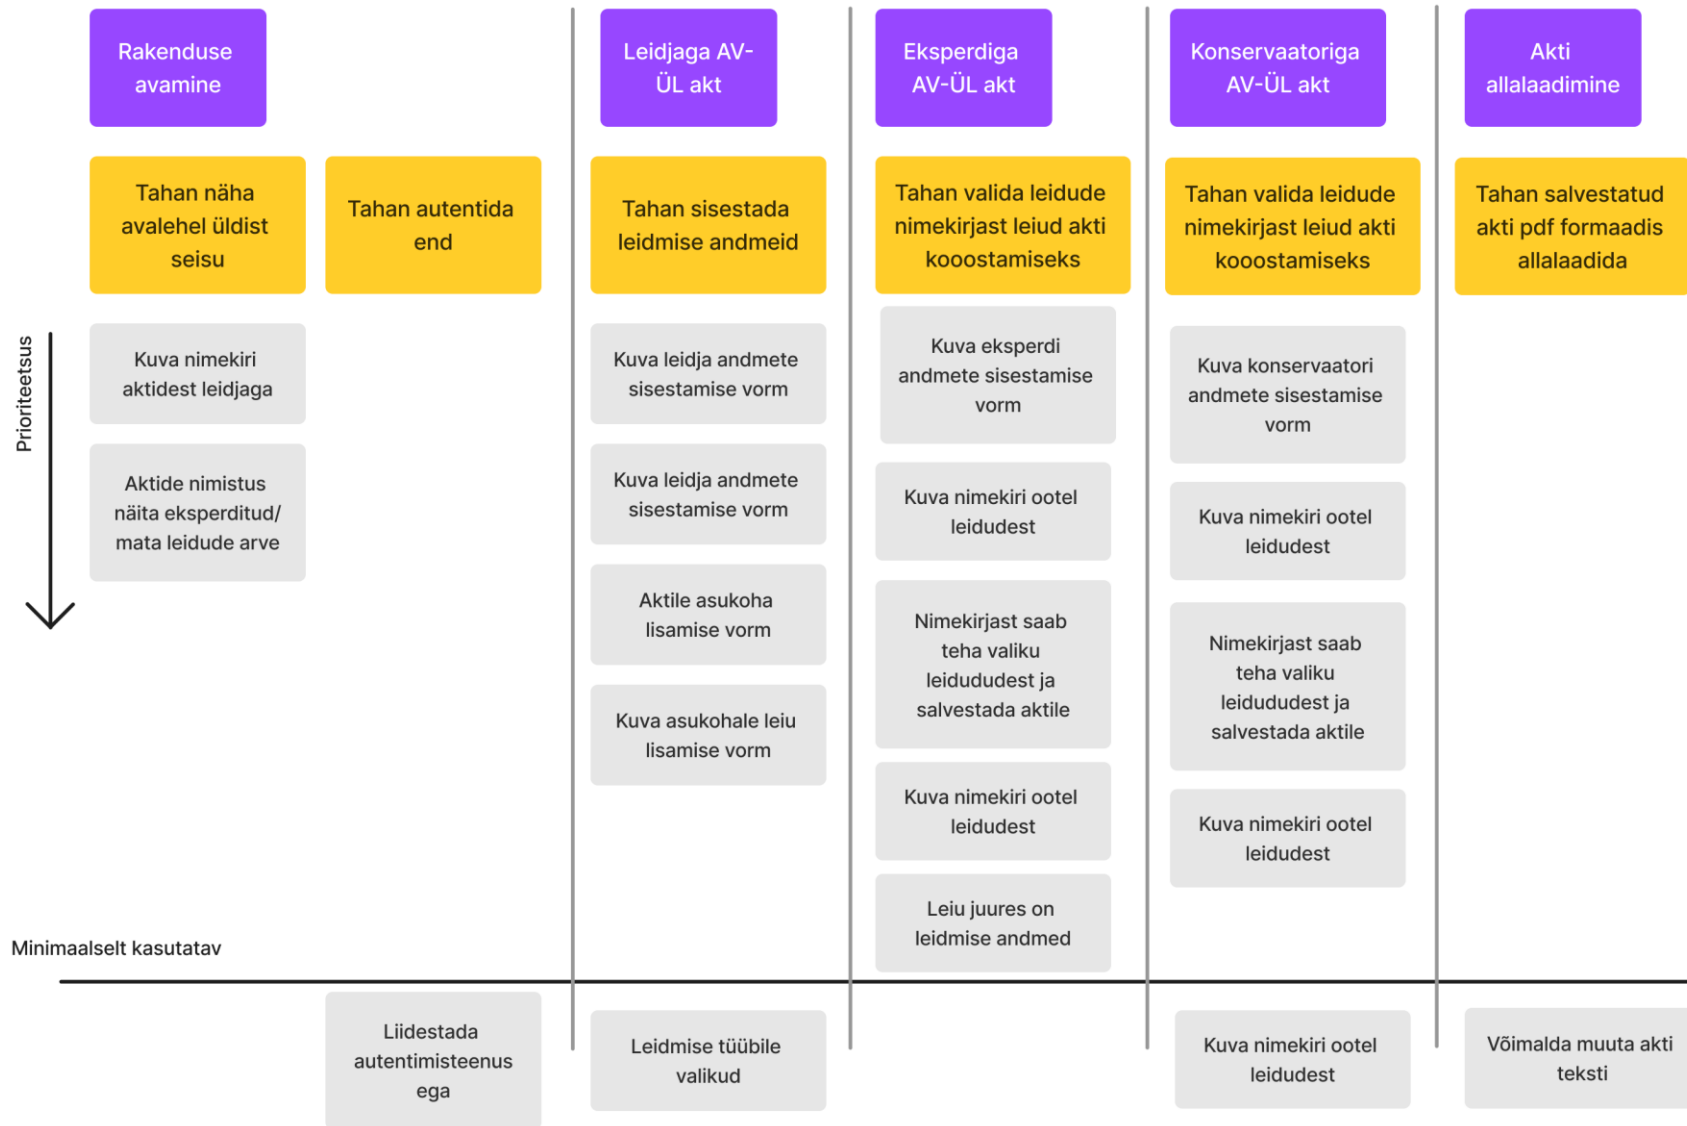 Rakenduse
avamine
Leidjaga AV-
ÜL akt
Eksperdiga
AV-ÜL akt
Konservaatoriga
AV-ÜL akt
Akti
allalaadimine
Tahan näha
avalehel üldist
seisu
Tahan autentida
end
Tahan sisestada
leidmise andmeid
Tahan valida leidude
nimekirjast leiud akti
kooostamiseks
Tahan valida leidude
nimekirjast leiud akti
kooostamiseks
Tahan salvestatud
akti pdf formaadis
allalaadida
Prioriteetsus
Kuva nimekiri
aktidest leidjaga
Aktide nimistus
näita eksperditud/
mata leidude arve
Kuva leidja andmete
sisestamise vorm
Kuva leidja andmete
sisestamise vorm
Aktile asukoha
lisamise vorm
Kuva asukohale leiu
lisamise vorm
Kuva eksperdi
andmete sisestamise
vorm
Kuva nimekiri ootel
leidudest
Nimekirjast saab
teha valiku
leidududest ja
salvestada aktile
Kuva nimekiri ootel
leidudest
Leiu juures on
leidmise andmed
Kuva konservaatori
andmete sisestamise
vorm
Kuva nimekiri ootel
leidudest
Nimekirjast saab
teha valiku
leidududest ja
salvestada aktile
Kuva nimekiri ootel
leidudest
Minimaalselt kasutatav
Liidestada
autentimisteenus
ega
Leidmise tüübile
valikud
Kuva nimekiri ootel
leidudest
Võimalda muuta akti
teksti